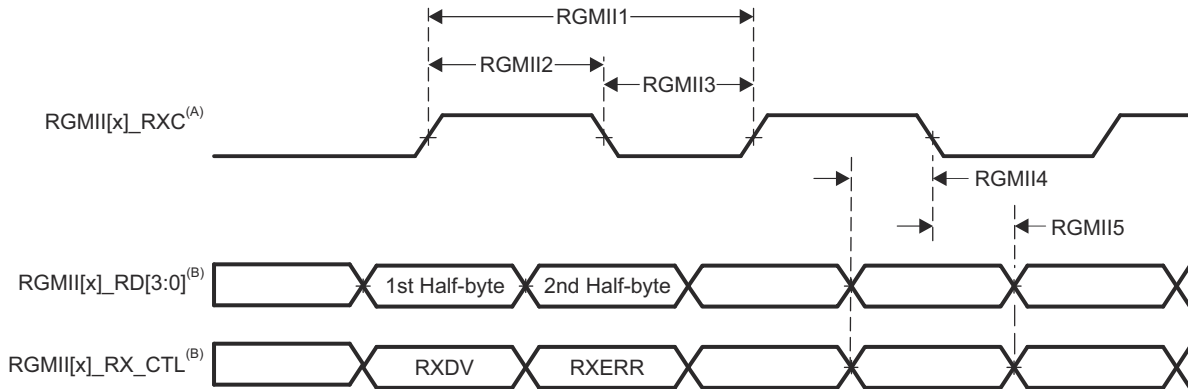 RGMII1
RGMII2
RGMII3
RGMII[x]_RXC(A)
RGMII4
RGMII5
RGMII[x]_RD[3:0](B)
1st Half-byte
2nd Half-byte
RGMII[x]_RX_CTL(B)
RXDV
RXERR